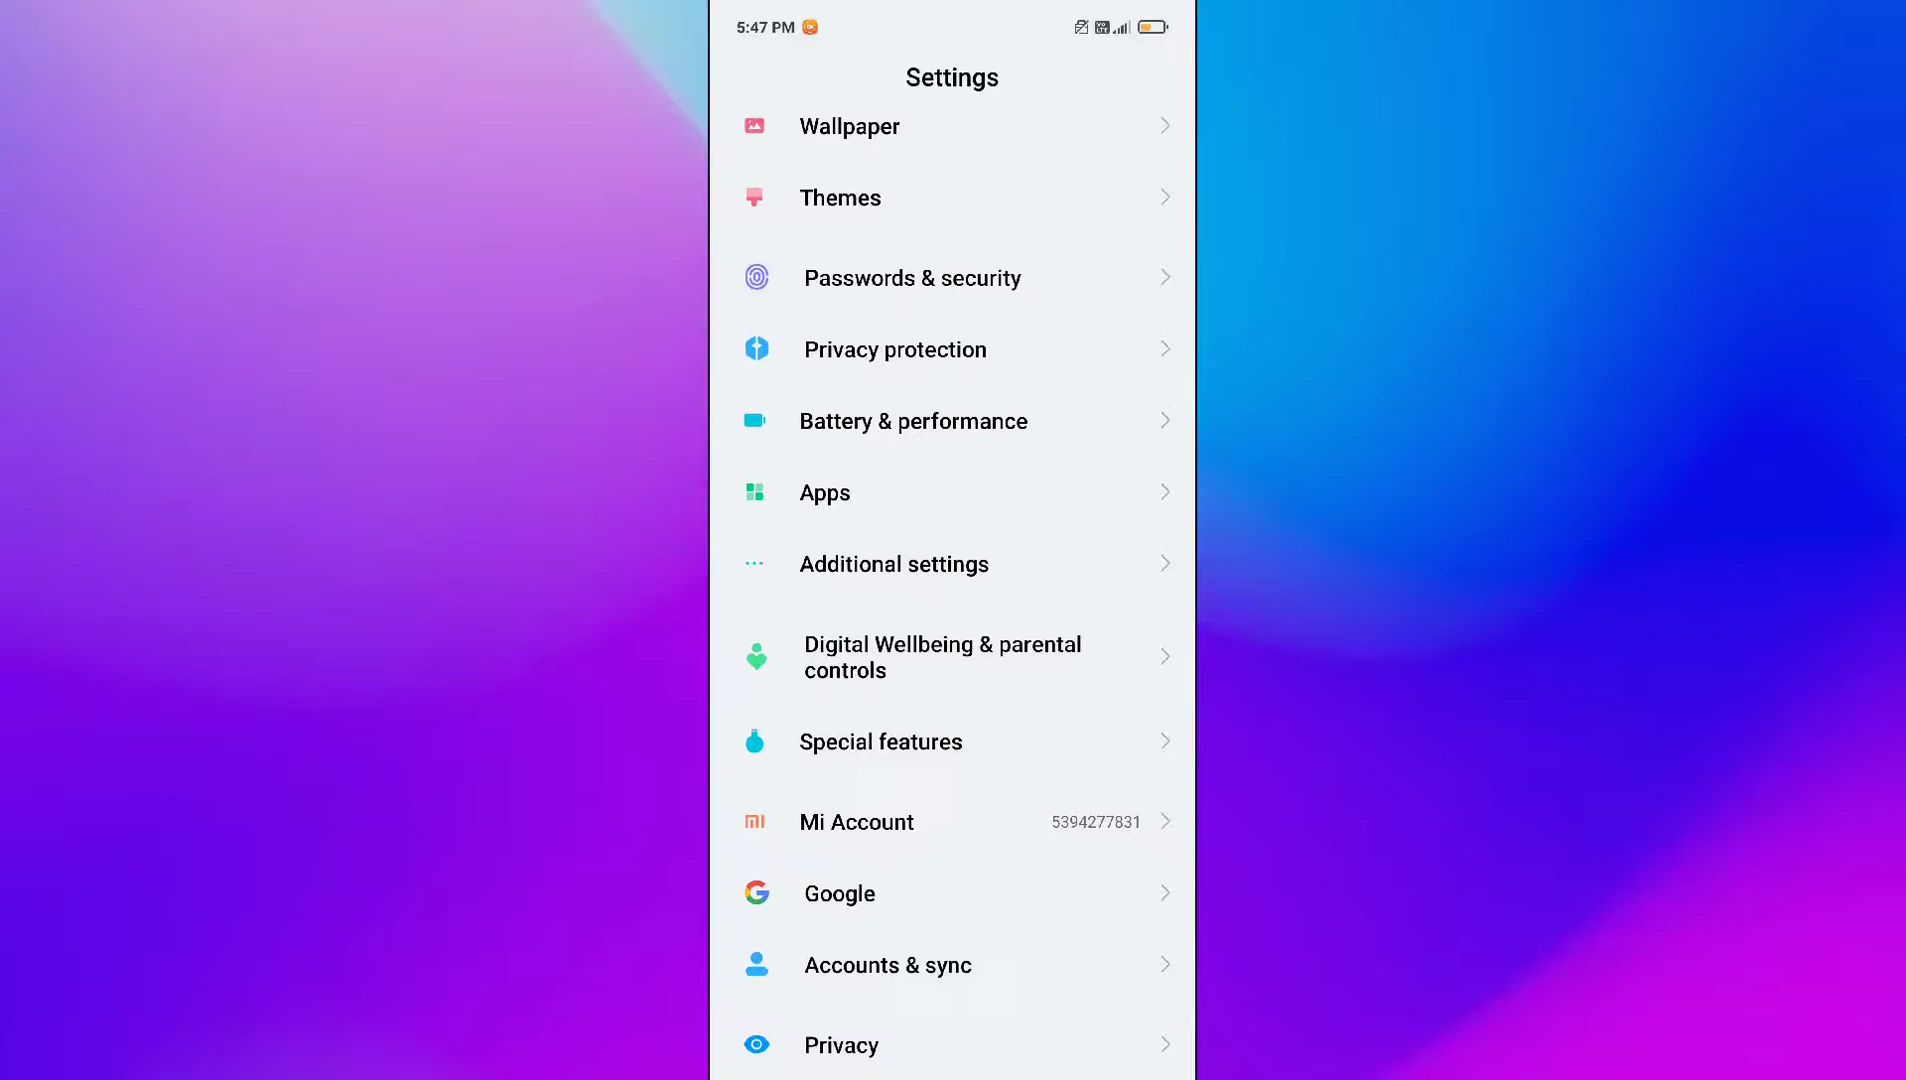 5:47 PM
Settings
Wallpaper
Themes
Passwords & security
Privacy protection
Battery & performance
Apps
Additional settings
Digital Wellbeing & parental
controls
Special features
Mi Account 5394277831
Google
Accounts & sync
Privacy